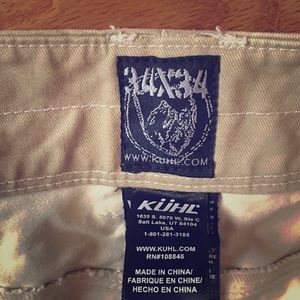 34X34
WWW.KUHL.COM
KÜHL
1635 S. 5070 W, Ste C
Salt Lake, UT 84104
USA
1-801-281-3185
WWW.KUHL.COM
RN#108846
MADE IN CHINA/
FABRIQUE EN CHINE/
HECHO EN CHINA